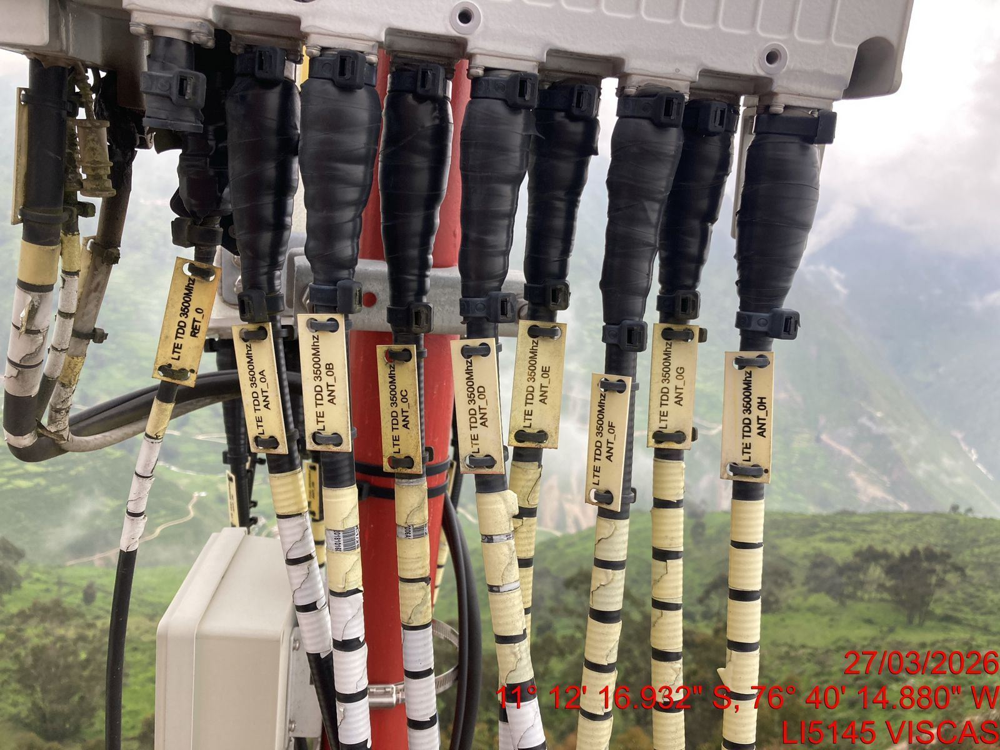 LTE TDD 3500Mhz
RET_0
LTE TDD 3500Mhz
ANT_0A
LTE TDD 3500Mhz
ANT_0B
LTE TDD 3500Mhz
ANT_0C
LTE TDD 3500Mhz
ANT_0D
LTE TDD 3500Mhz
ANT_0E
LTE TDD 3500Mhz
ANT_0F
LTE TDD 3500Mhz
ANT_0G
LTE TDD 3500Mhz
ANT_0H
27/03/2026
11° 12' 16.932" S, 76° 40' 14.880" W
LI5145 VISCAS